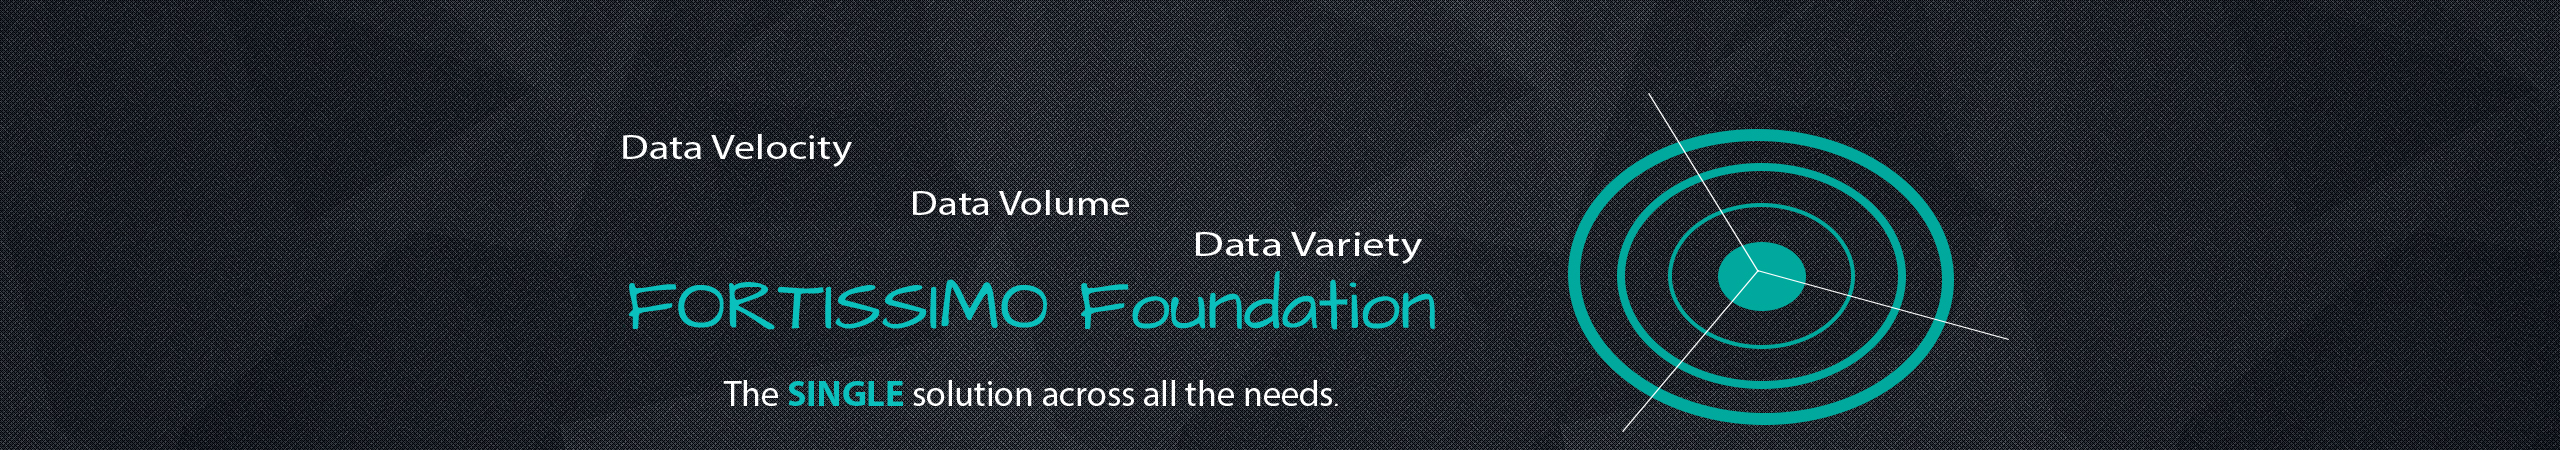 Data Velocity
Data Volume
Data Variety
FORTISSIMO Foundation
The SINGLE solution across all the needs.